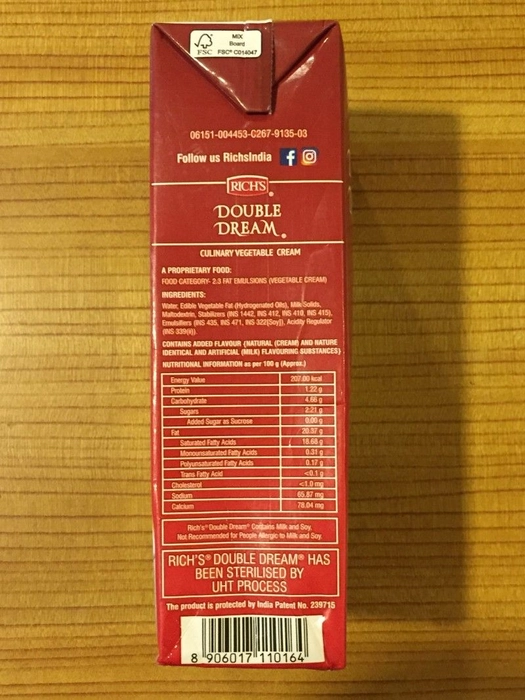 FSC
MIX
Board
FSC® C014047
06151-004453-C267-9135-03
Follow us RichsIndia
RICH'S®
DOUBLE
DREAM®
CULINARY VEGETABLE CREAM
A PROPRIETARY FOOD:
FOOD CATEGORY- 2.3 FAT EMULSIONS (VEGETABLE CREAM)
INGREDIENTS:
Water, Edible Vegetable Fat (Hydrogenated Oils), Milk Solids,
Maltodextrin, Stabilizers (INS 1442, INS 412, INS 410, INS 415),
Emulsifiers (INS 435, INS 471, INS 322[Soy]), Acidity Regulator
(INS 339(ii))
CONTAINS ADDED FLAVOUR {NATURAL (CREAM) AND NATURE
IDENTICAL AND ARTIFICIAL (MILK) FLAVOURING SUBSTANCES}
NUTRITIONAL INFORMATION as per 100 g (Approx.)
Energy Value 207.00 kcal
Protein 1.22 g
Carbohydrate 4.66 g
Sugars 2.21 g
Added Sugar as Sucrose 0.00 g
Fat 20.37 g
Saturated Fatty Acids 18.68 g
Monounsaturated Fatty Acids 0.31 g
Polyunsaturated Fatty Acids 0.17 g
Trans Fatty Acid <0.1 g
Cholesterol <1.0 mg
Sodium 65.87 mg
Calcium 78.04 mg
Rich's® Double Dream® Contains Milk and Soy.
Not Recommended for People Allergic to Milk and Soy.
RICH'S® DOUBLE DREAM® HAS
BEEN STERILISED BY
UHT PROCESS
The product is protected by India Patent No. 239715
8 906017 110164